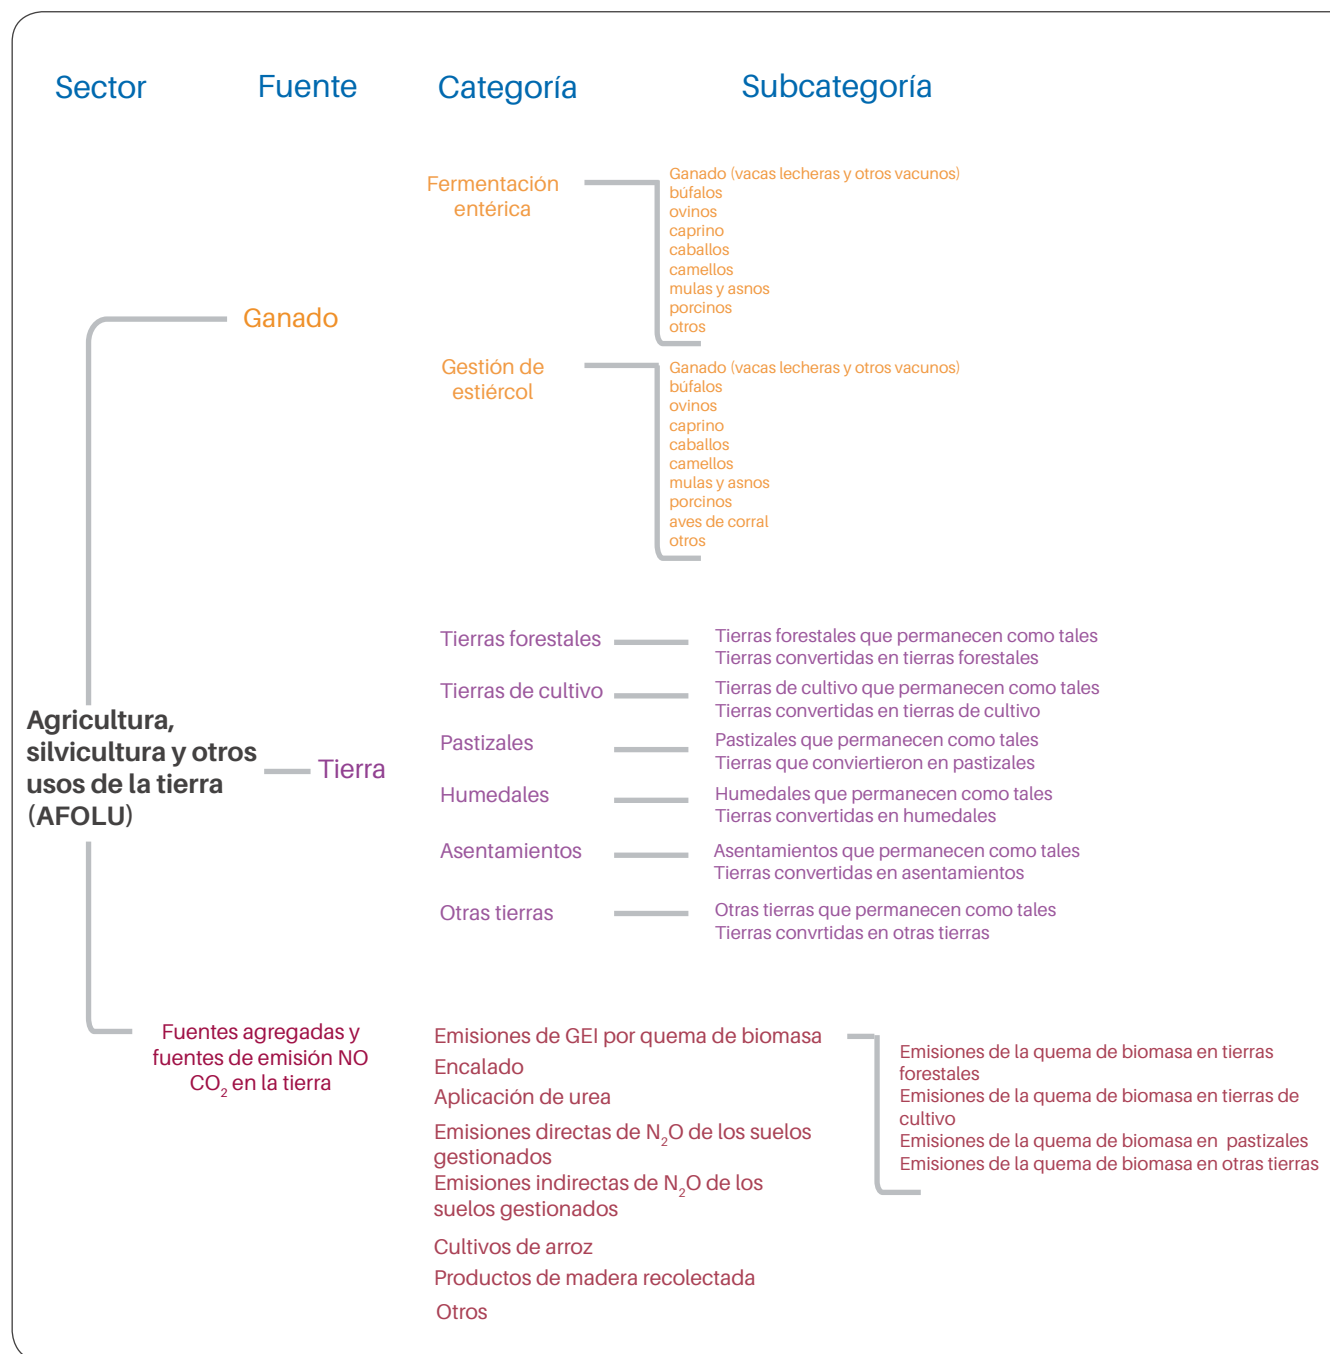 Sector
Fuente
Categoría
Subcategoría
Fermentación
entérica
Ganado (vacas lecheras y otros vacunos)
búfalos
ovinos
caprino
caballos
camellos
mulas y asnos
porcinos
otros
Ganado
Gestión de
estiércol
Ganado (vacas lecheras y otros vacunos)
búfalos
ovinos
caprino
caballos
camellos
mulas y asnos
porcinos
aves de corral
otros
Agricultura,
silvicultura y otros
usos de la tierra
(AFOLU)
Tierra
Tierras forestales
Tierras forestales que permanecen como tales
Tierras convertidas en tierras forestales
Tierras de cultivo
Tierras de cultivo que permanecen como tales
Tierras convertidas en tierras de cultivo
Pastizales
Pastizales que permanecen como tales
Tierras que conviertieron en pastizales
Humedales
Humedales que permanecen como tales
Tierras convertidas en humedales
Asentamientos
Asentamientos que permanecen como tales
Tierras convertidas en asentamientos
Otras tierras
Otras tierras que permanecen como tales
Tierras convrtidas en otras tierras
Fuentes agregadas y
fuentes de emisión NO
CO₂ en la tierra
Emisiones de GEI por quema de biomasa
Encalado
Aplicación de urea
Emisiones directas de N₂O de los suelos
gestionados
Emisiones indirectas de N₂O de los
suelos gestionados
Cultivos de arroz
Productos de madera recolectada
Otros
Emisiones de la quema de biomasa en tierras
forestales
Emisiones de la quema de biomasa en tierras de
cultivo
Emisiones de la quema de biomasa en pastizales
Emisiones de la quema de biomasa en otras tierras